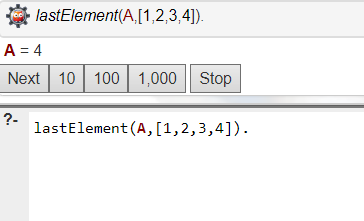 lastElement(A,[1,2,3,4]).
A = 4
Next 10 100 1,000 Stop
?- lastElement(A,[1,2,3,4]).